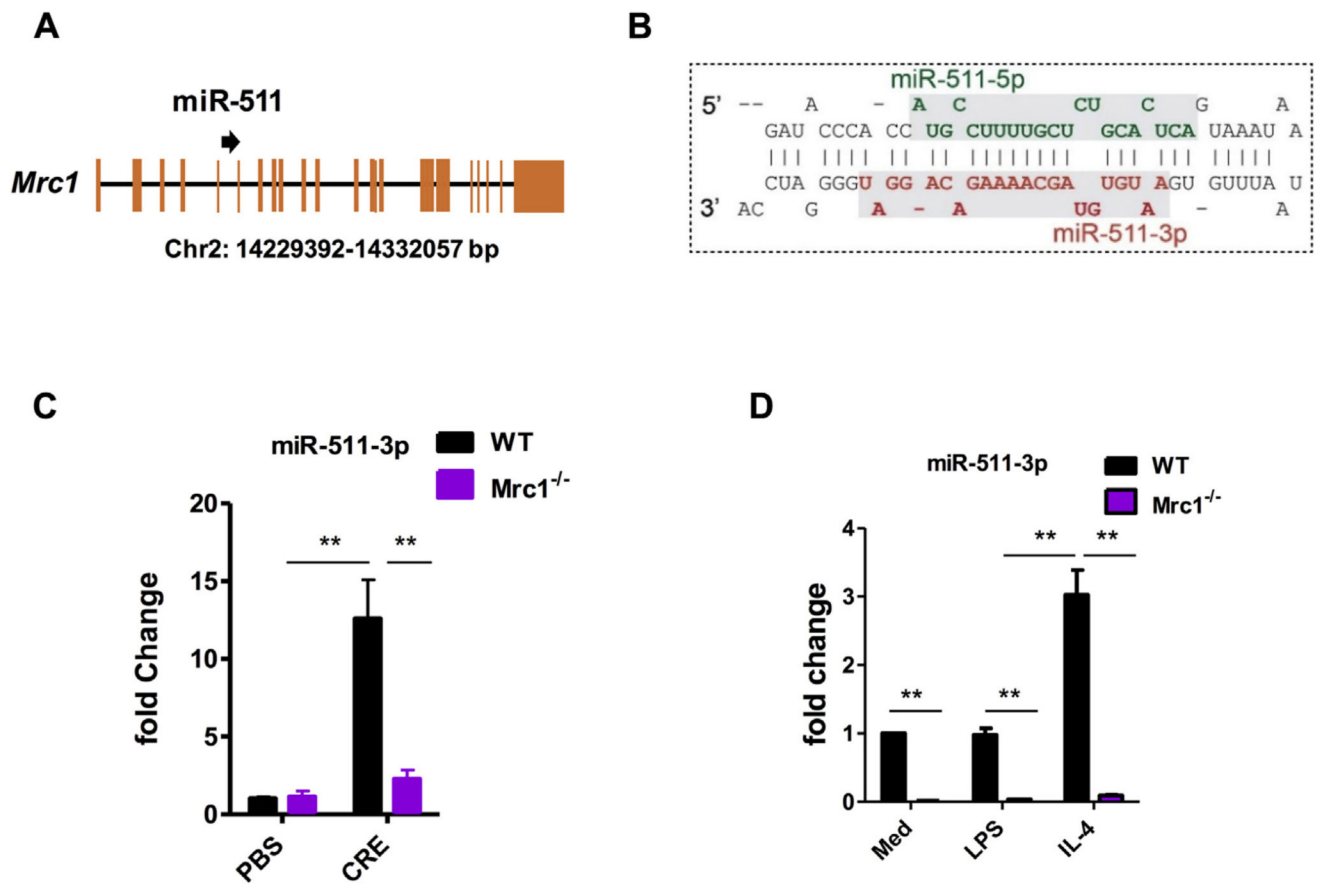 A
miR-511
Mrc1
Chr2: 14229392-14332057 bp
B
miR-511-5p
5' -- A - A C CU C G A
GAU CCCA CC UG CUUUUGCU GCA UCA UAAAU A
||| |||| || || |||||||| ||| ||| |||||
CUA GGGU GG AC GAAAACGA UGU AGU GUUUA U
3' AC G A - A UG A - A
miR-511-3p
C
miR-511-3p
WT
Mrc1-/-
fold Change
20
15
10
5
0
** **
PBS
CRE
D
miR-511-3p
WT
Mrc1-/-
fold change
4
3
2
1
0
** **
** **
Med
LPS
IL-4